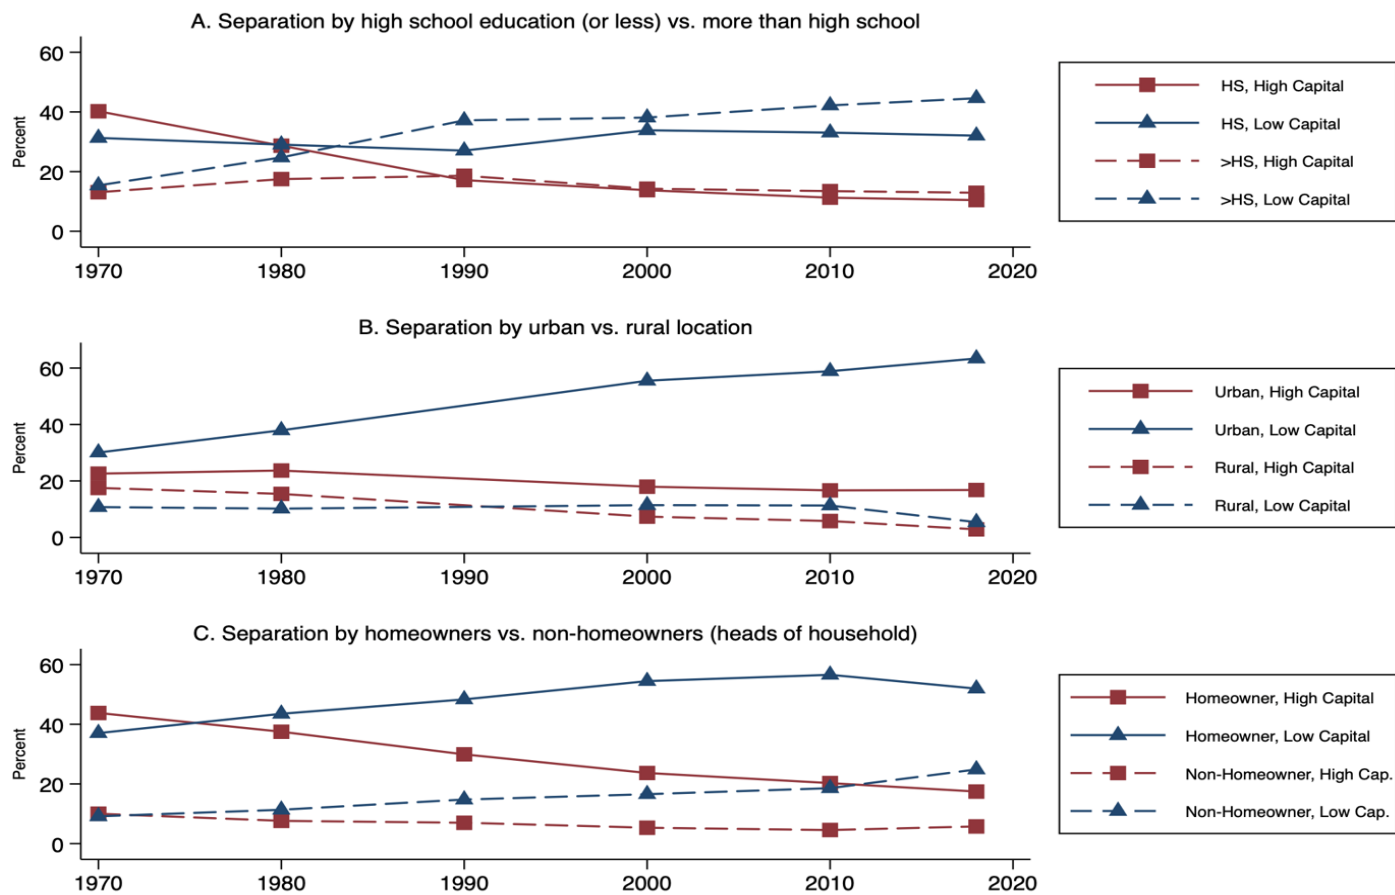 A. Separation by high school education (or less) vs. more than high school
Percent
60
40
20
0
1970 1980 1990 2000 2010 2020
HS, High Capital
HS, Low Capital
>HS, High Capital
>HS, Low Capital
B. Separation by urban vs. rural location
Percent
60
40
20
0
1970 1980 1990 2000 2010 2020
Urban, High Capital
Urban, Low Capital
Rural, High Capital
Rural, Low Capital
C. Separation by homeowners vs. non-homeowners (heads of household)
Percent
60
40
20
0
1970 1980 1990 2000 2010 2020
Homeowner, High Capital
Homeowner, Low Capital
Non-Homeowner, High Cap.
Non-Homeowner, Low Cap.